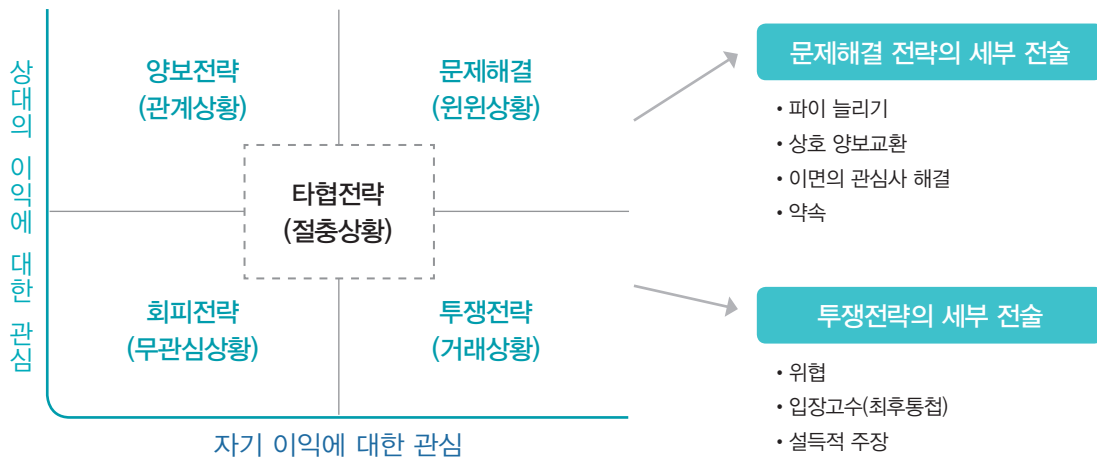 상대의 이익에 대한 관심
양보전략
(관계상황)
문제해결
(윈윈상황)
타협전략
(절충상황)
회피전략
(무관심상황)
투쟁전략
(거래상황)
자기 이익에 대한 관심
문제해결 전략의 세부 전술
• 파이 늘리기
• 상호 양보교환
• 이면의 관심사 해결
• 약속
투쟁전략의 세부 전술
• 위협
• 입장고수(최후통첩)
• 설득적 주장